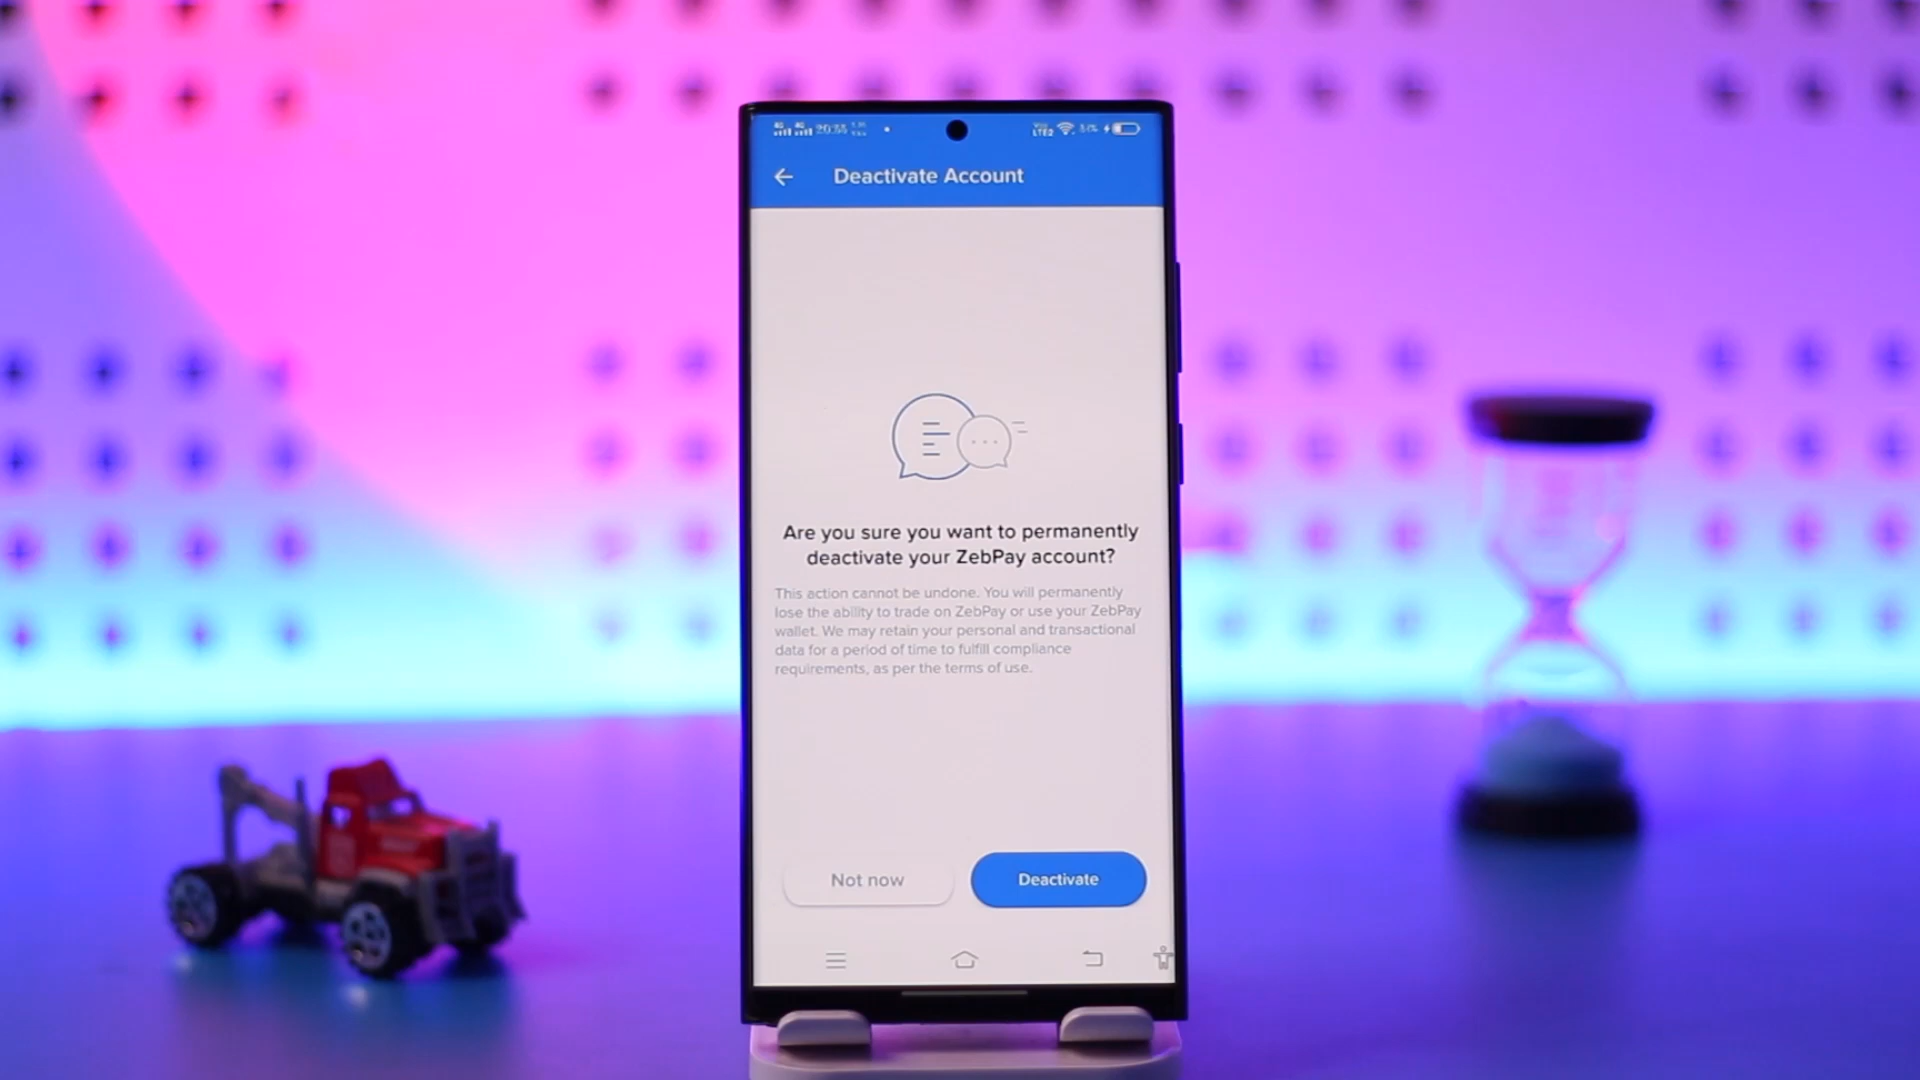 20:55
LTE2
Deactivate Account
Are you sure you want to permanently
deactivate your ZebPay account?
This action cannot be undone. You will permanently
lose the ability to trade on ZebPay or use your ZebPay
wallet. We may retain your personal and transactional
data for a period of time to fulfill compliance
requirements, as per the terms of use.
Not now
Deactivate